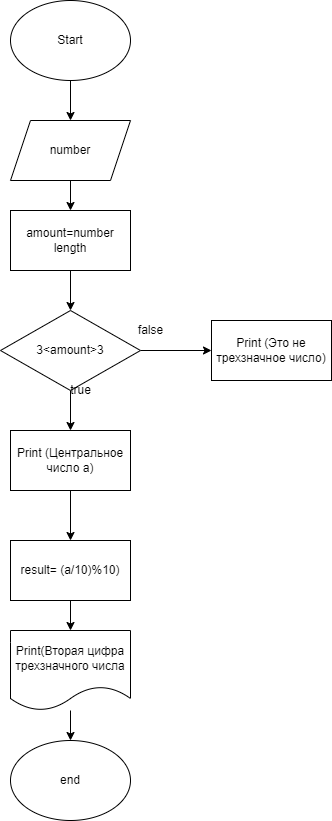 Start
number
amount=number
length
3<amount>3
false
Print (Это не
трехзначное число)
true
Print (Центральное
число а)
result= (a/10)%10)
Print(Вторая цифра
трехзначного числа
end